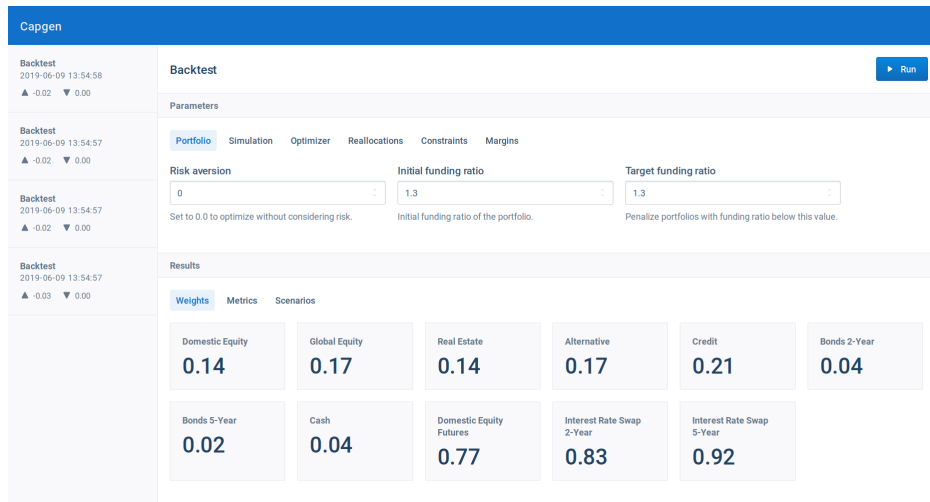 Capgen
Backtest
2019-06-09 13:54:58
▲ -0.02 ▼ 0.00
Backtest
2019-06-09 13:54:57
▲ -0.02 ▼ 0.00
Backtest
2019-06-09 13:54:57
▲ -0.02 ▼ 0.00
Backtest
2019-06-09 13:54:57
▲ -0.03 ▼ 0.00
Backtest
Run
Parameters
Portfolio Simulation Optimizer Reallocations Constraints Margins
Risk aversion Initial funding ratio Target funding ratio
0 1.3 1.3
Set to 0.0 to optimize without considering risk. Initial funding ratio of the portfolio. Penalize portfolios with funding ratio below this value.
Results
Weights Metrics Scenarios
Domestic Equity
0.14
Global Equity
0.17
Real Estate
0.14
Alternative
0.17
Credit
0.21
Bonds 2-Year
0.04
Bonds 5-Year
0.02
Cash
0.04
Domestic Equity
Futures
0.77
Interest Rate Swap
2-Year
0.83
Interest Rate Swap
5-Year
0.92